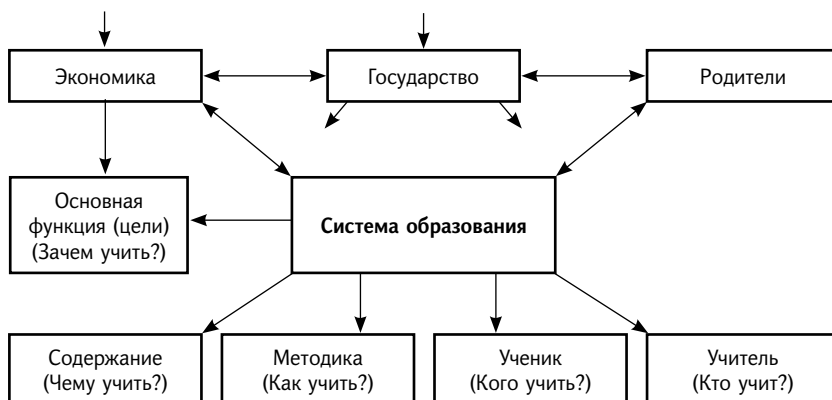 Экономика
Государство
Родители
Основная
функция (цели)
(Зачем учить?)
Система образования
Содержание
(Чему учить?)
Методика
(Как учить?)
Ученик
(Кого учить?)
Учитель
(Кто учит?)